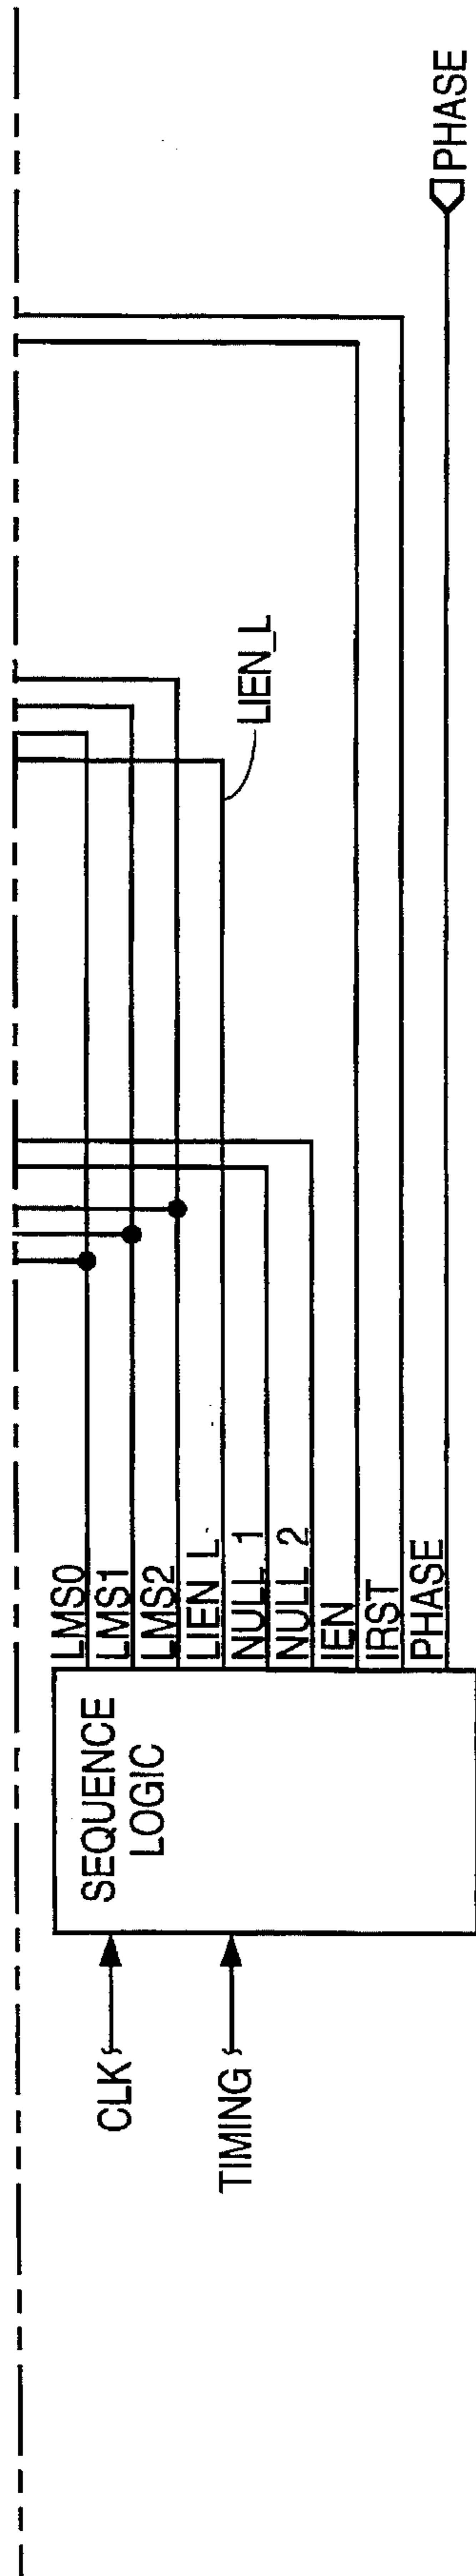 CLK
TIMING
SEQUENCE
LOGIC
LMS0
LMS1
LMS2
LIEN_L
NULL_1
NULL_2
IEN
IRST
PHASE
LIEN_L
PHASE